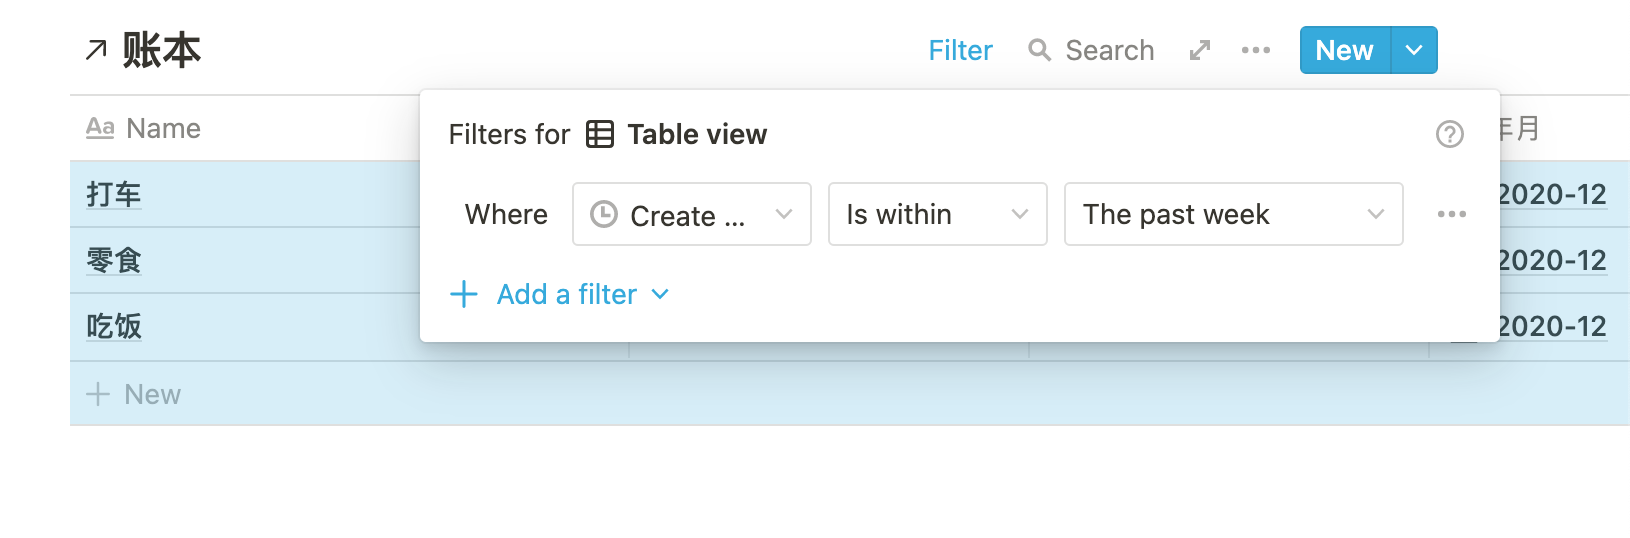 账本
Filter Search New
Aa Name
年月
Filters for Table view
Where Create ... Is within The past week
Add a filter
打车
2020-12
零食
2020-12
吃饭
2020-12
New